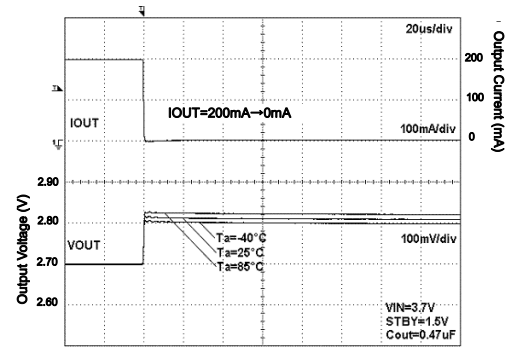 20us/div
200
100
0
Output Current (mA)
IOUT
IOUT=200mA→0mA
100mA/div
2.90
2.80
2.70
2.60
Output Voltage (V)
VOUT
100mV/div
Ta=-40°C
Ta=25°C
Ta=85°C
VIN=3.7V
STBY=1.5V
Cout=0.47uF